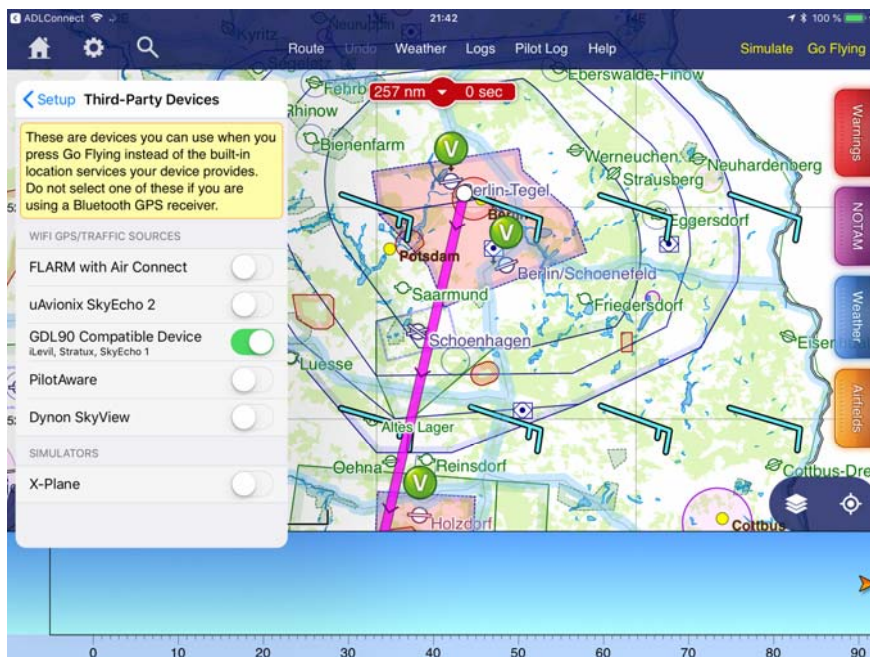 ADLConnect
21:42
100 %
Route Undo Weather Logs Pilot Log Help
Simulate Go Flying
Setup Third-Party Devices
These are devices you can use when you
press Go Flying instead of the built-in
location services your device provides.
Do not select one of these if you are
using a Bluetooth GPS receiver.
WIFI GPS/TRAFFIC SOURCES
FLARM with Air Connect
uAvionix SkyEcho 2
GDL90 Compatible Device
iLevil, Stratux, SkyEcho 1
PilotAware
Dynon SkyView
SIMULATORS
X-Plane
257 nm 0 sec
Kyritz
Neuruppin
Eberswalde-Finow
Rhinow
Bienenfarm
V
Werneuchen
Neuhardenberg
Strausberg
Berlin-Tegel
Eggersdorf
V
Potsdam
Berlin/Schoenefeld
Saarmund
Friedersdorf
Schoenhagen
Luesse
Altes Lager
Oehna
Reinsdorf
V
Cottbus-Dre
Holzdorf
Cottbus
Warnings
NOTAM
Weather
Airfields
0 10 20 30 40 50 60 70 80 90